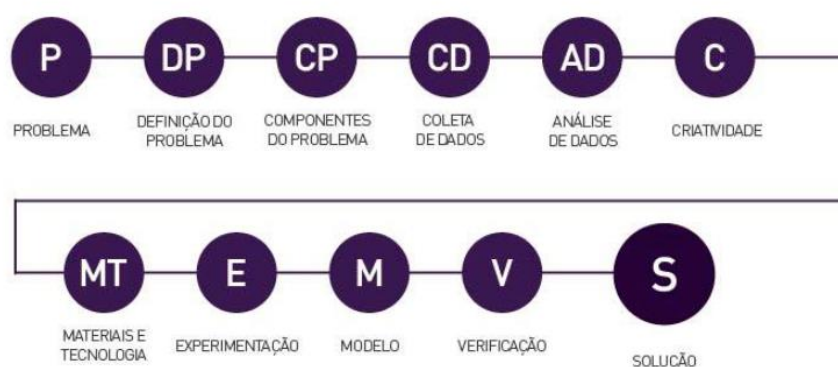 P
DP
CP
CD
AD
C
PROBLEMA
DEFINIÇÃO DO
PROBLEMA
COMPONENTES
DO PROBLEMA
COLETA
DE DADOS
ANÁLISE
DE DADOS
CRIATIVIDADE
MT
E
M
V
S
MATERIAIS E
TECNOLOGIA
EXPERIMENTAÇÃO
MODELO
VERIFICAÇÃO
SOLUCÃO